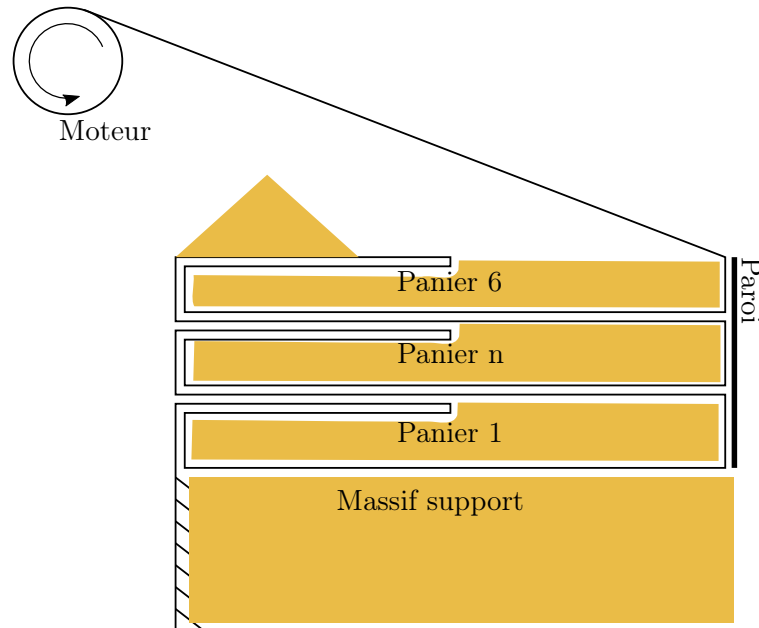 Moteur
Panier 6
Paroi
Panier n
Panier 1
Massif support